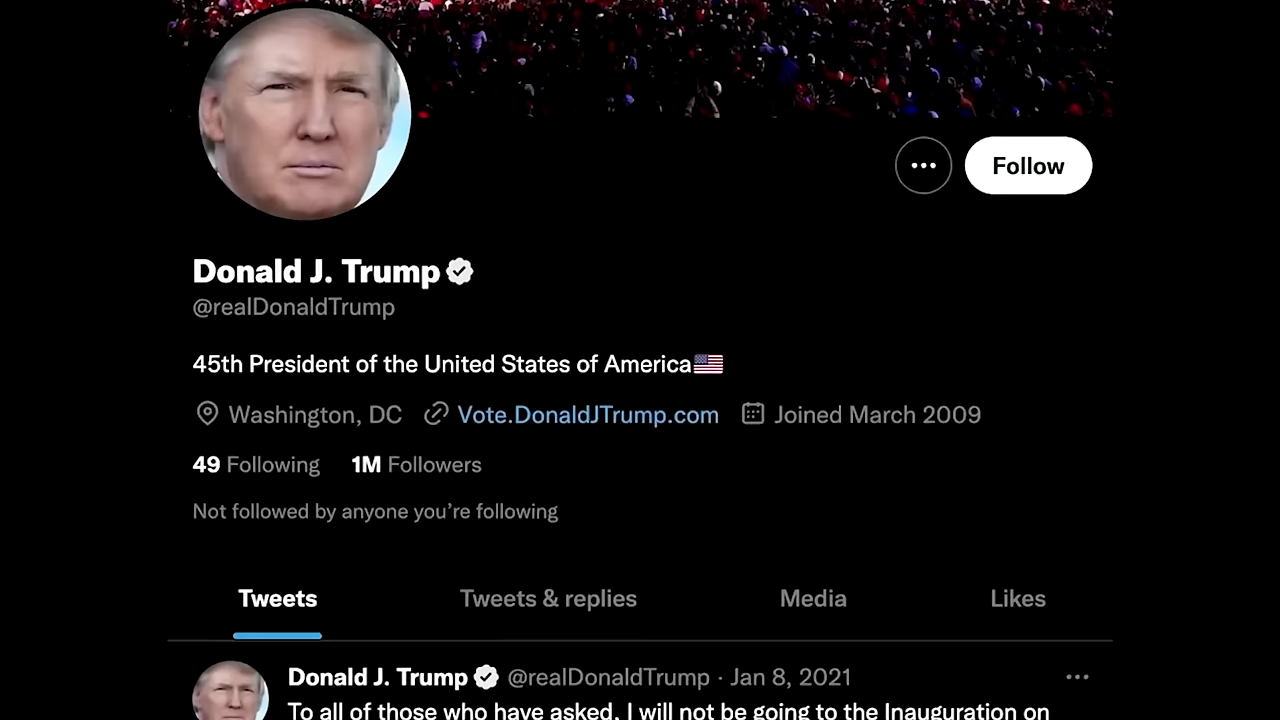 Follow
Donald J. Trump
@realDonaldTrump
45th President of the United States of America🇺🇸
Washington, DC Vote.DonaldJTrump.com Joined March 2009
49 Following 1M Followers
Not followed by anyone you’re following
Tweets Tweets & replies Media Likes
Donald J. Trump @realDonaldTrump · Jan 8, 2021
To all of those who have asked, I will not be going to the Inauguration on